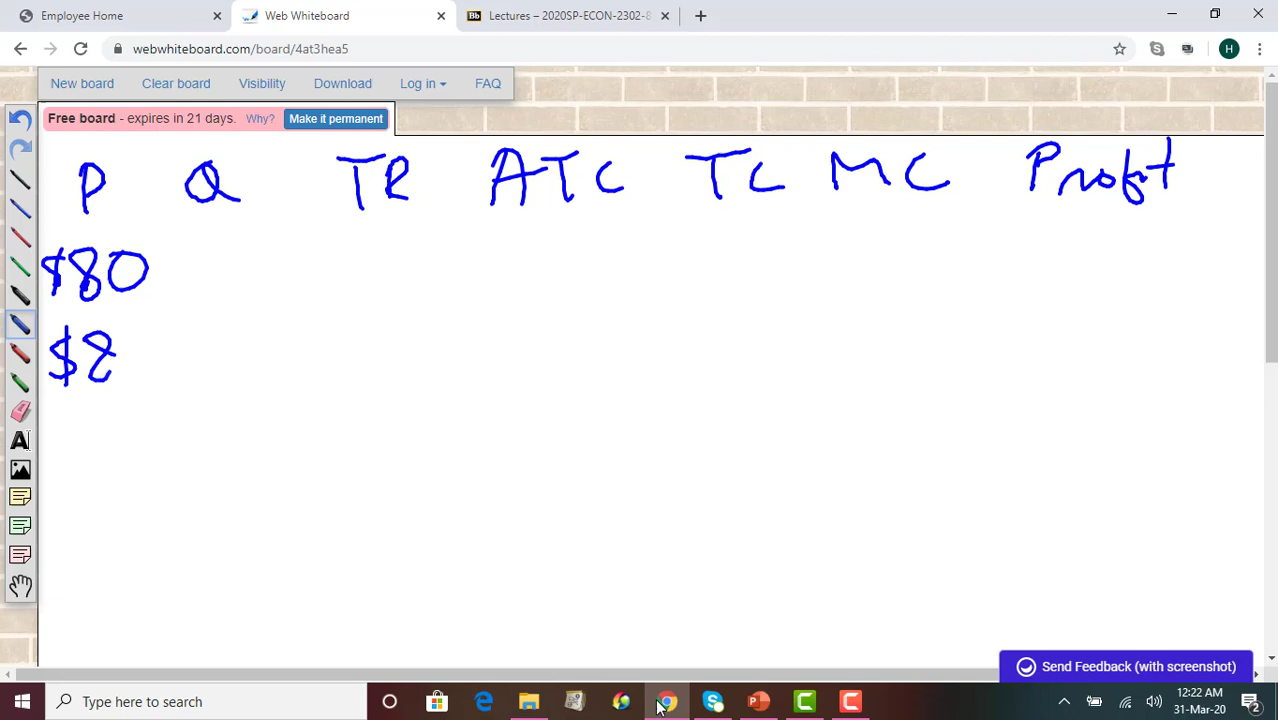 Employee Home
Web Whiteboard
Lectures – 2020SP-ECON-2302-8
webwhiteboard.com/board/4at3hea5
H
New board Clear board Visibility Download Log in FAQ
Free board - expires in 21 days. Why? Make it permanent
P Q TR ATC TC MC Profit
$80
$8
A
Send Feedback (with screenshot)
Type here to search
12:22 AM
31-Mar-20
2